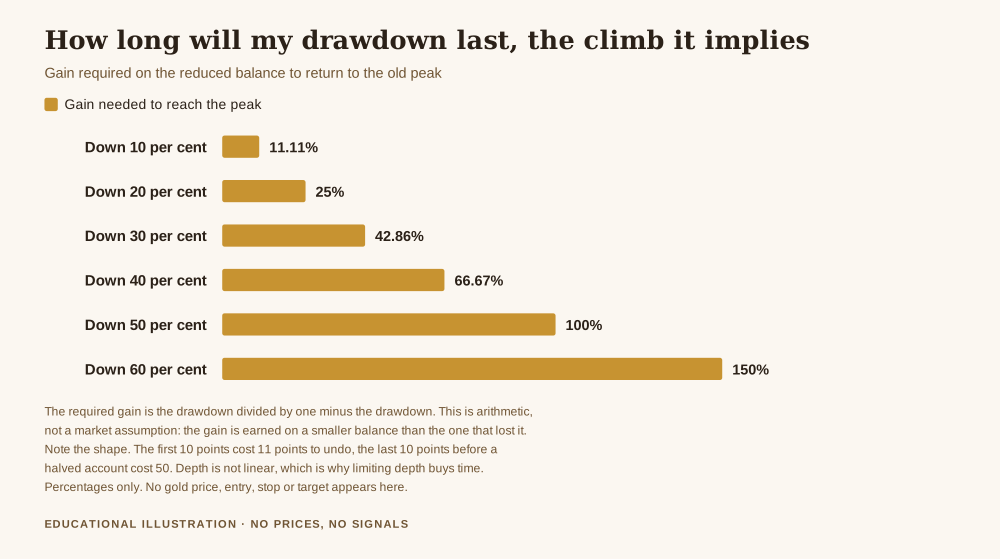 How long will my drawdown last, the climb it implies
Gain required on the reduced balance to return to the old peak
Gain needed to reach the peak
Down 10 per cent 11.11%
Down 20 per cent 25%
Down 30 per cent 42.86%
Down 40 per cent 66.67%
Down 50 per cent 100%
Down 60 per cent 150%
The required gain is the drawdown divided by one minus the drawdown. This is arithmetic,
not a market assumption: the gain is earned on a smaller balance than the one that lost it.
Note the shape. The first 10 points cost 11 points to undo, the last 10 points before a
halved account cost 50. Depth is not linear, which is why limiting depth buys time.
Percentages only. No gold price, entry, stop or target appears here.
EDUCATIONAL ILLUSTRATION · NO PRICES, NO SIGNALS